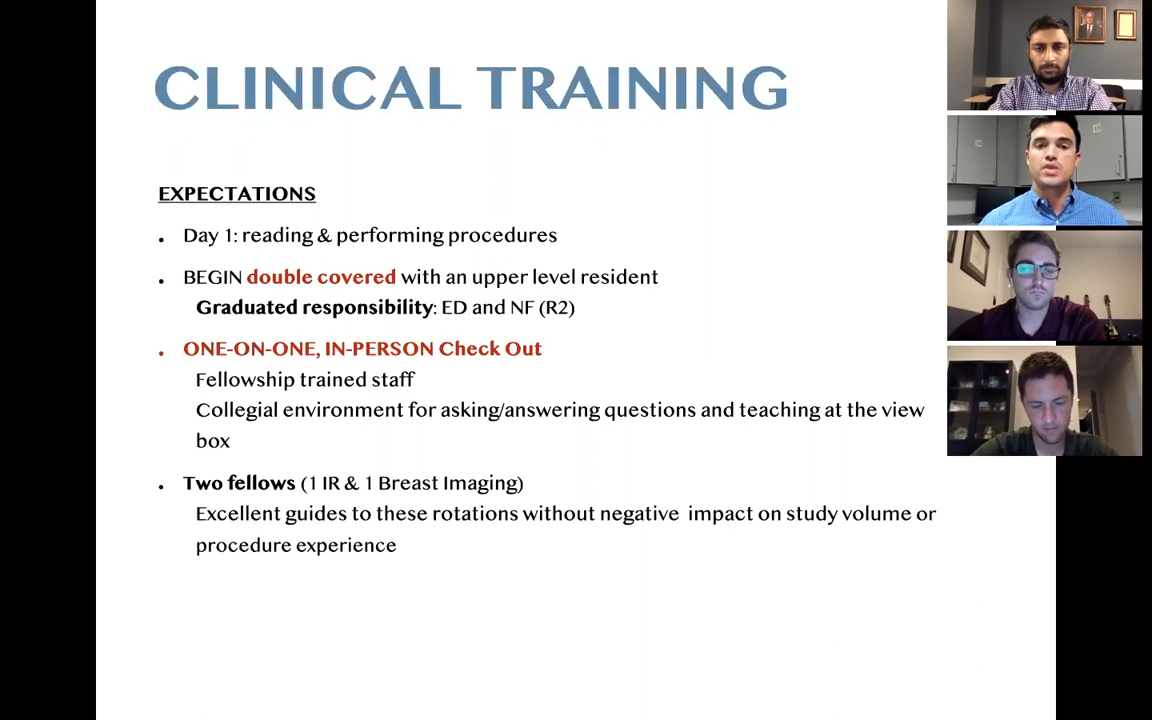 CLINICAL TRAINING
EXPECTATIONS
• Day 1: reading & performing procedures
• BEGIN double covered with an upper level resident
Graduated responsibility: ED and NF (R2)
• ONE-ON-ONE, IN-PERSON Check Out
Fellowship trained staff
Collegial environment for asking/answering questions and teaching at the view
box
• Two fellows (1 IR & 1 Breast Imaging)
Excellent guides to these rotations without negative impact on study volume or
procedure experience